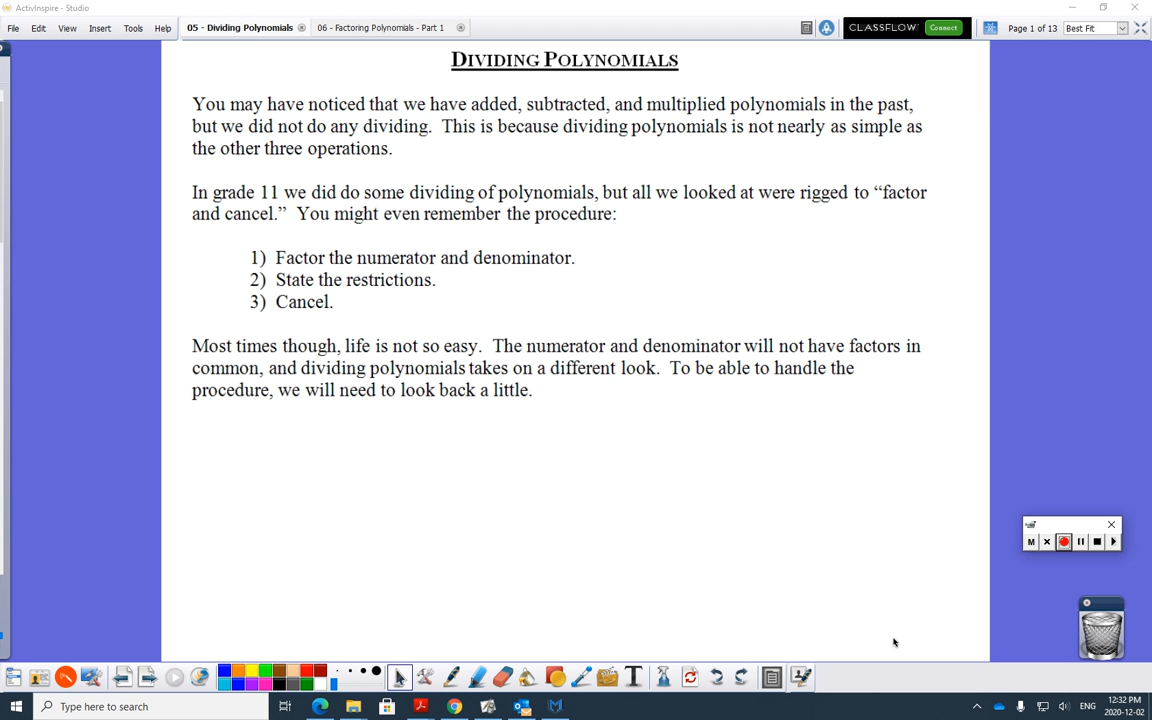 ActivInspire - Studio
File Edit View Insert Tools Help 05 - Dividing Polynomials 06 - Factoring Polynomials - Part 1 CLASSFLOW Connect Page 1 of 13 Best Fit
DIVIDING POLYNOMIALS
You may have noticed that we have added, subtracted, and multiplied polynomials in the past,
but we did not do any dividing. This is because dividing polynomials is not nearly as simple as
the other three operations.
In grade 11 we did do some dividing of polynomials, but all we looked at were rigged to “factor
and cancel.” You might even remember the procedure:
1) Factor the numerator and denominator.
2) State the restrictions.
3) Cancel.
Most times though, life is not so easy. The numerator and denominator will not have factors in
common, and dividing polynomials takes on a different look. To be able to handle the
procedure, we will need to look back a little.
M
T
Type here to search
ENG
12:32 PM
2020-12-02